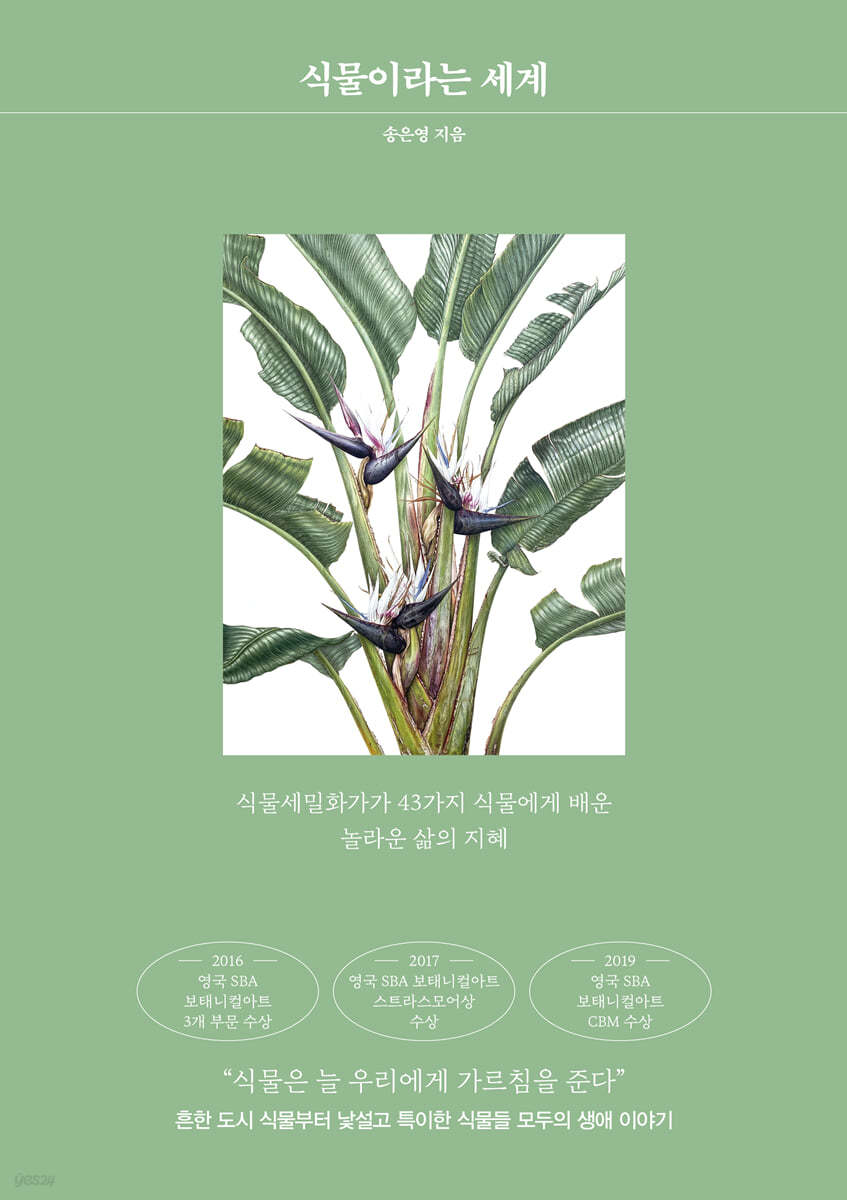 식물이라는 세계
송은영 지음
식물세밀화가가 43가지 식물에게 배운
놀라운 삶의 지혜
2016
영국 SBA
보태니컬아트
3개 부문 수상
2017
영국 SBA 보태니컬아트
스트라스모어상
수상
2019
영국 SBA
보태니컬아트
CBM 수상
“식물은 늘 우리에게 가르침을 준다”
흔한 도시 식물부터 낯설고 특이한 식물들 모두의 생애 이야기
yes24